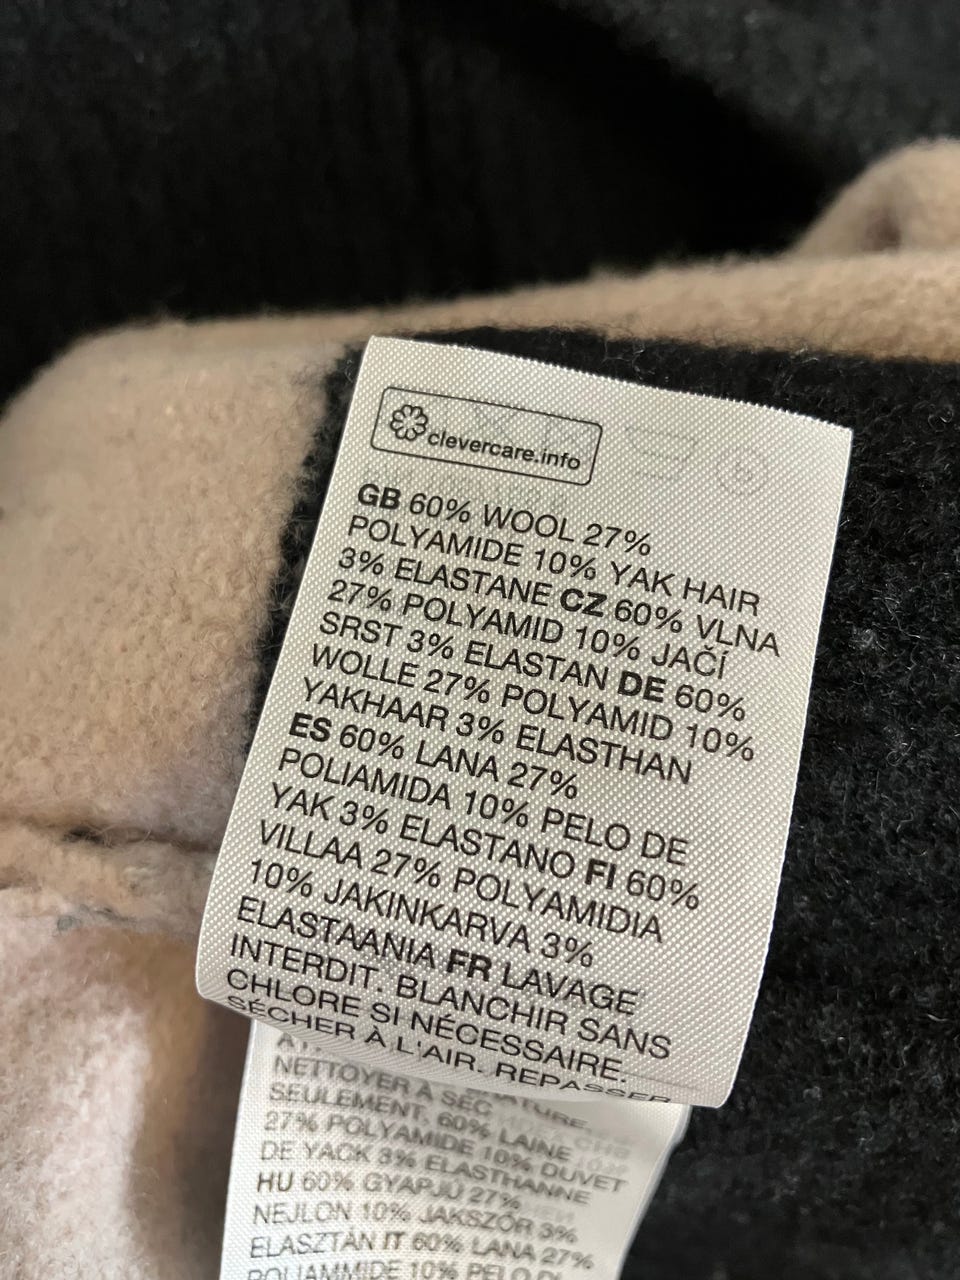 clevercare.info
GB 60% WOOL 27%
POLYAMIDE 10% YAK HAIR
3% ELASTANE CZ 60% VLNA
27% POLYAMID 10% JAČÍ
SRST 3% ELASTAN DE 60%
WOLLE 27% POLYAMID 10%
YAKHAAR 3% ELASTHAN
ES 60% LANA 27%
POLIAMIDA 10% PELO DE
YAK 3% ELASTANO FI 60%
VILLAA 27% POLYAMIDIA
10% JAKINKARVA 3%
ELASTAANIA FR LAVAGE
INTERDIT. BLANCHIR SANS
CHLORE SI NÉCESSAIRE.
SÉCHER À L'AIR. REPASSER
NETTOYER À SEC
SEULEMENT. 60% LAINE
27% POLYAMIDE 10% DUVET
DE YACK 3% ELASTHANNE
HU 60% GYAPJÚ 27%
NEJLON 10% JAKSZŐR 3%
ELASZTÁN IT 60% LANA 27%
POLIAMMIDE 10% PELO DI